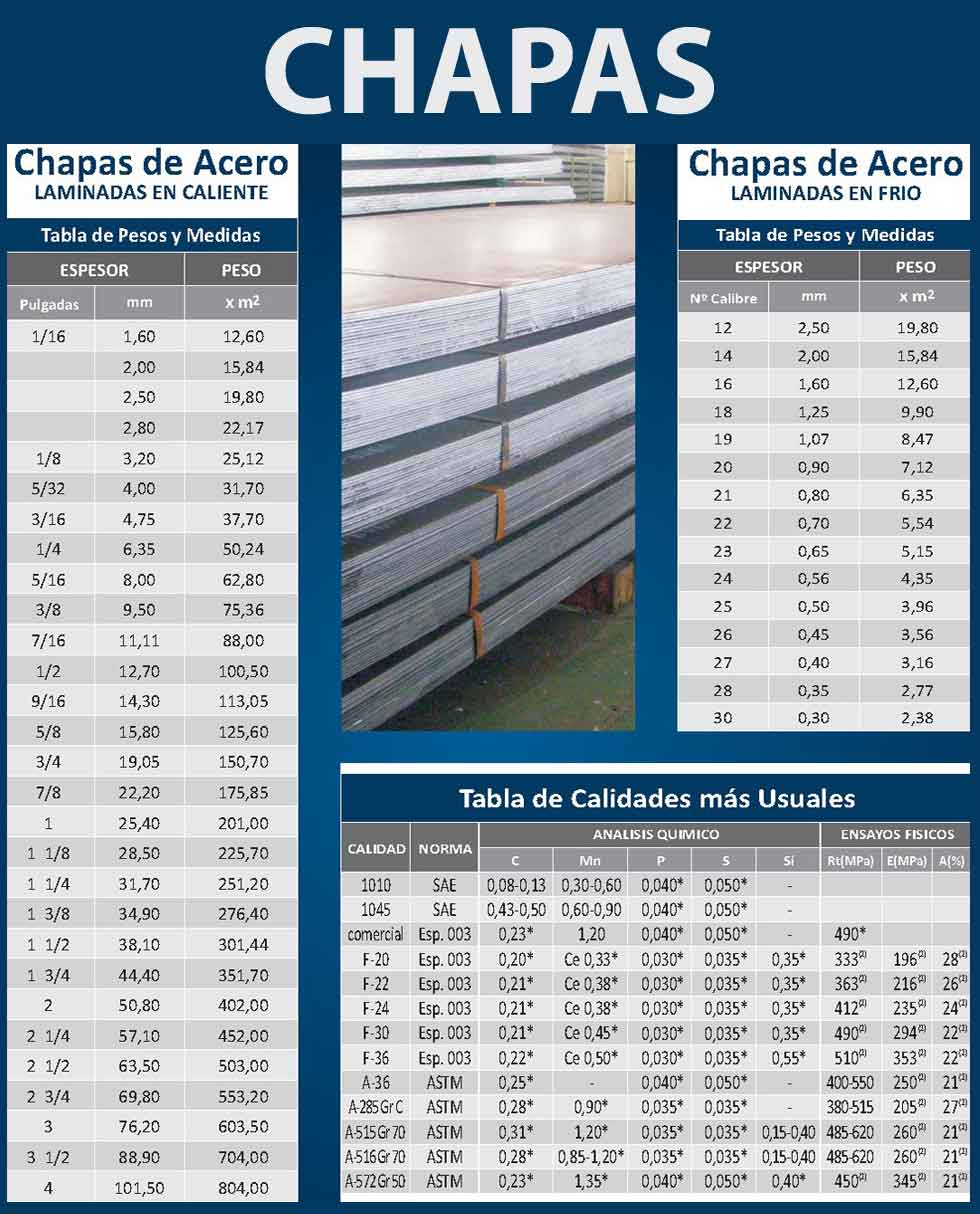 CHAPAS
Chapas de Acero
LAMINADAS EN CALIENTE
Tabla de Pesos y Medidas
ESPESOR PESO
Pulgadas mm x m²
1/16 1,60 12,60
2,00 15,84
2,50 19,80
2,80 22,17
1/8 3,20 25,12
5/32 4,00 31,70
3/16 4,75 37,70
1/4 6,35 50,24
5/16 8,00 62,80
3/8 9,50 75,36
7/16 11,11 88,00
1/2 12,70 100,50
9/16 14,30 113,05
5/8 15,80 125,60
3/4 19,05 150,70
7/8 22,20 175,85
1 25,40 201,00
1 1/8 28,50 225,70
1 1/4 31,70 251,20
1 3/8 34,90 276,40
1 1/2 38,10 301,44
1 3/4 44,40 351,70
2 50,80 402,00
2 1/4 57,10 452,00
2 1/2 63,50 503,00
2 3/4 69,80 553,20
3 76,20 603,50
3 1/2 88,90 704,00
4 101,50 804,00
Chapas de Acero
LAMINADAS EN FRIO
Tabla de Pesos y Medidas
ESPESOR PESO
Nº Calibre mm x m²
12 2,50 19,80
14 2,00 15,84
16 1,60 12,60
18 1,25 9,90
19 1,07 8,47
20 0,90 7,12
21 0,80 6,35
22 0,70 5,54
23 0,65 5,15
24 0,56 4,35
25 0,50 3,96
26 0,45 3,56
27 0,40 3,16
28 0,35 2,77
30 0,30 2,38
Tabla de Calidades más Usuales
CALIDAD NORMA ANALISIS QUIMICO ENSAYOS FISICOS
C Mn P S Si Rt(MPa) E(MPa) A(%)
1010 SAE 0,08-0,13 0,30-0,60 0,040* 0,050* -
1045 SAE 0,43-0,50 0,60-0,90 0,040* 0,050* -
comercial Esp. 003 0,23* 1,20 0,040* 0,050* - 490*
F-20 Esp. 003 0,20* Ce 0,33* 0,030* 0,035* 0,35* 333⁽²⁾ 196⁽²⁾ 28⁽²⁾
F-22 Esp. 003 0,21* Ce 0,38* 0,030* 0,035* 0,35* 363⁽²⁾ 216⁽²⁾ 26⁽²⁾
F-24 Esp. 003 0,21* Ce 0,38* 0,030* 0,035* 0,35* 412⁽²⁾ 235⁽²⁾ 24⁽²⁾
F-30 Esp. 003 0,21* Ce 0,45* 0,030* 0,035* 0,35* 490⁽²⁾ 294⁽²⁾ 22⁽²⁾
F-36 Esp. 003 0,22* Ce 0,50* 0,030* 0,035* 0,55* 510⁽²⁾ 353⁽²⁾ 22⁽²⁾
A-36 ASTM 0,25* - 0,040* 0,050* - 400-550 250⁽²⁾ 21⁽²⁾
A-285 Gr C ASTM 0,28* 0,90* 0,035* 0,035* - 380-515 205⁽²⁾ 27⁽²⁾
A-515 Gr 70 ASTM 0,31* 1,20* 0,035* 0,035* 0,15-0,40 485-620 260⁽²⁾ 21⁽²⁾
A-516 Gr 70 ASTM 0,28* 0,85-1,20* 0,035* 0,035* 0,15-0,40 485-620 260⁽²⁾ 21⁽²⁾
A-572 Gr 50 ASTM 0,23* 1,35* 0,040* 0,050* 0,40* 450⁽²⁾ 345⁽²⁾ 21⁽²⁾